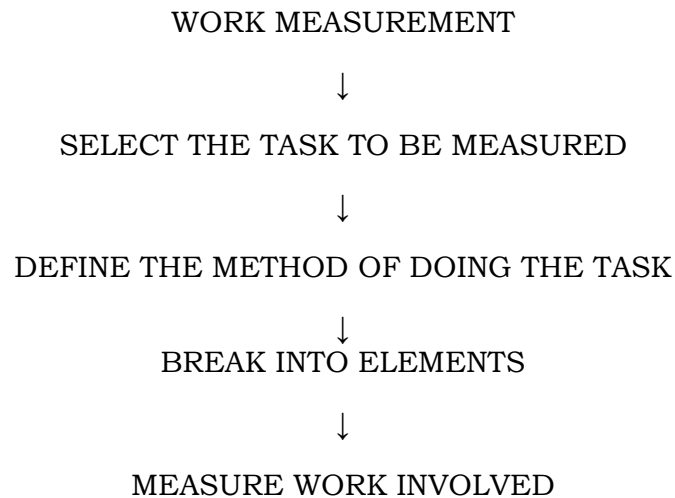 WORK MEASUREMENT
↓
SELECT THE TASK TO BE MEASURED
↓
DEFINE THE METHOD OF DOING THE TASK
↓
BREAK INTO ELEMENTS
↓
MEASURE WORK INVOLVED